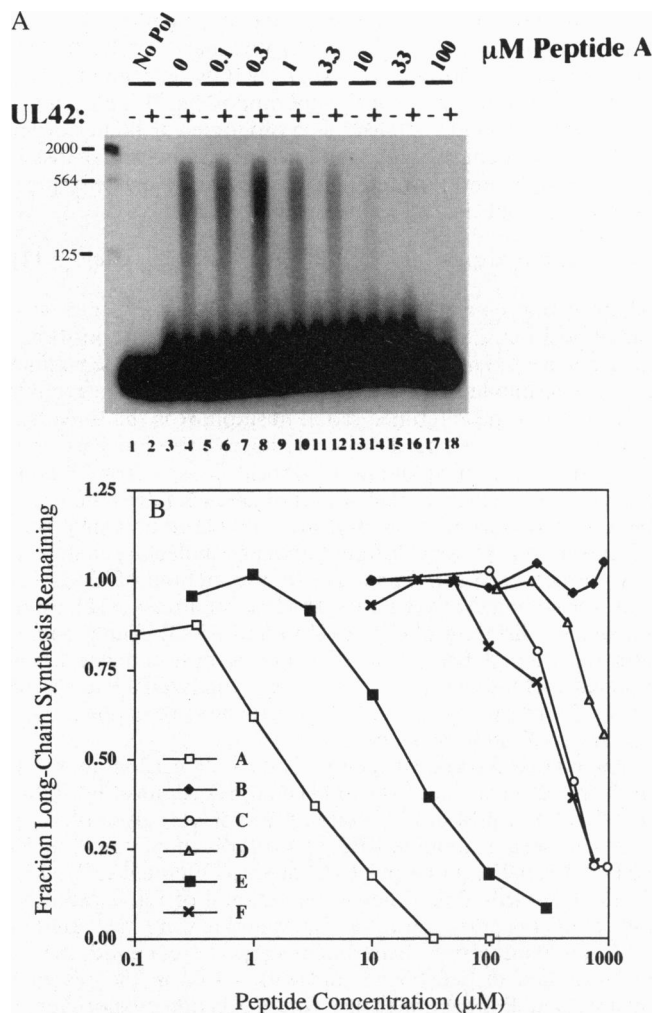 A
No Pol 0 0.1 0.3 1 3.3 10 33 100 μM Peptide A
UL42: - + - + - + - + - + - + - + - + - +
2000
564
125
1 2 3 4 5 6 7 8 9 10 11 12 13 14 15 16 17 18
B
1.25
1.00
0.75
0.50
0.25
0.00
Fraction Long-Chain Synthesis Remaining
A
B
C
D
E
F
0.1 1 10 100 1000
Peptide Concentration (μM)